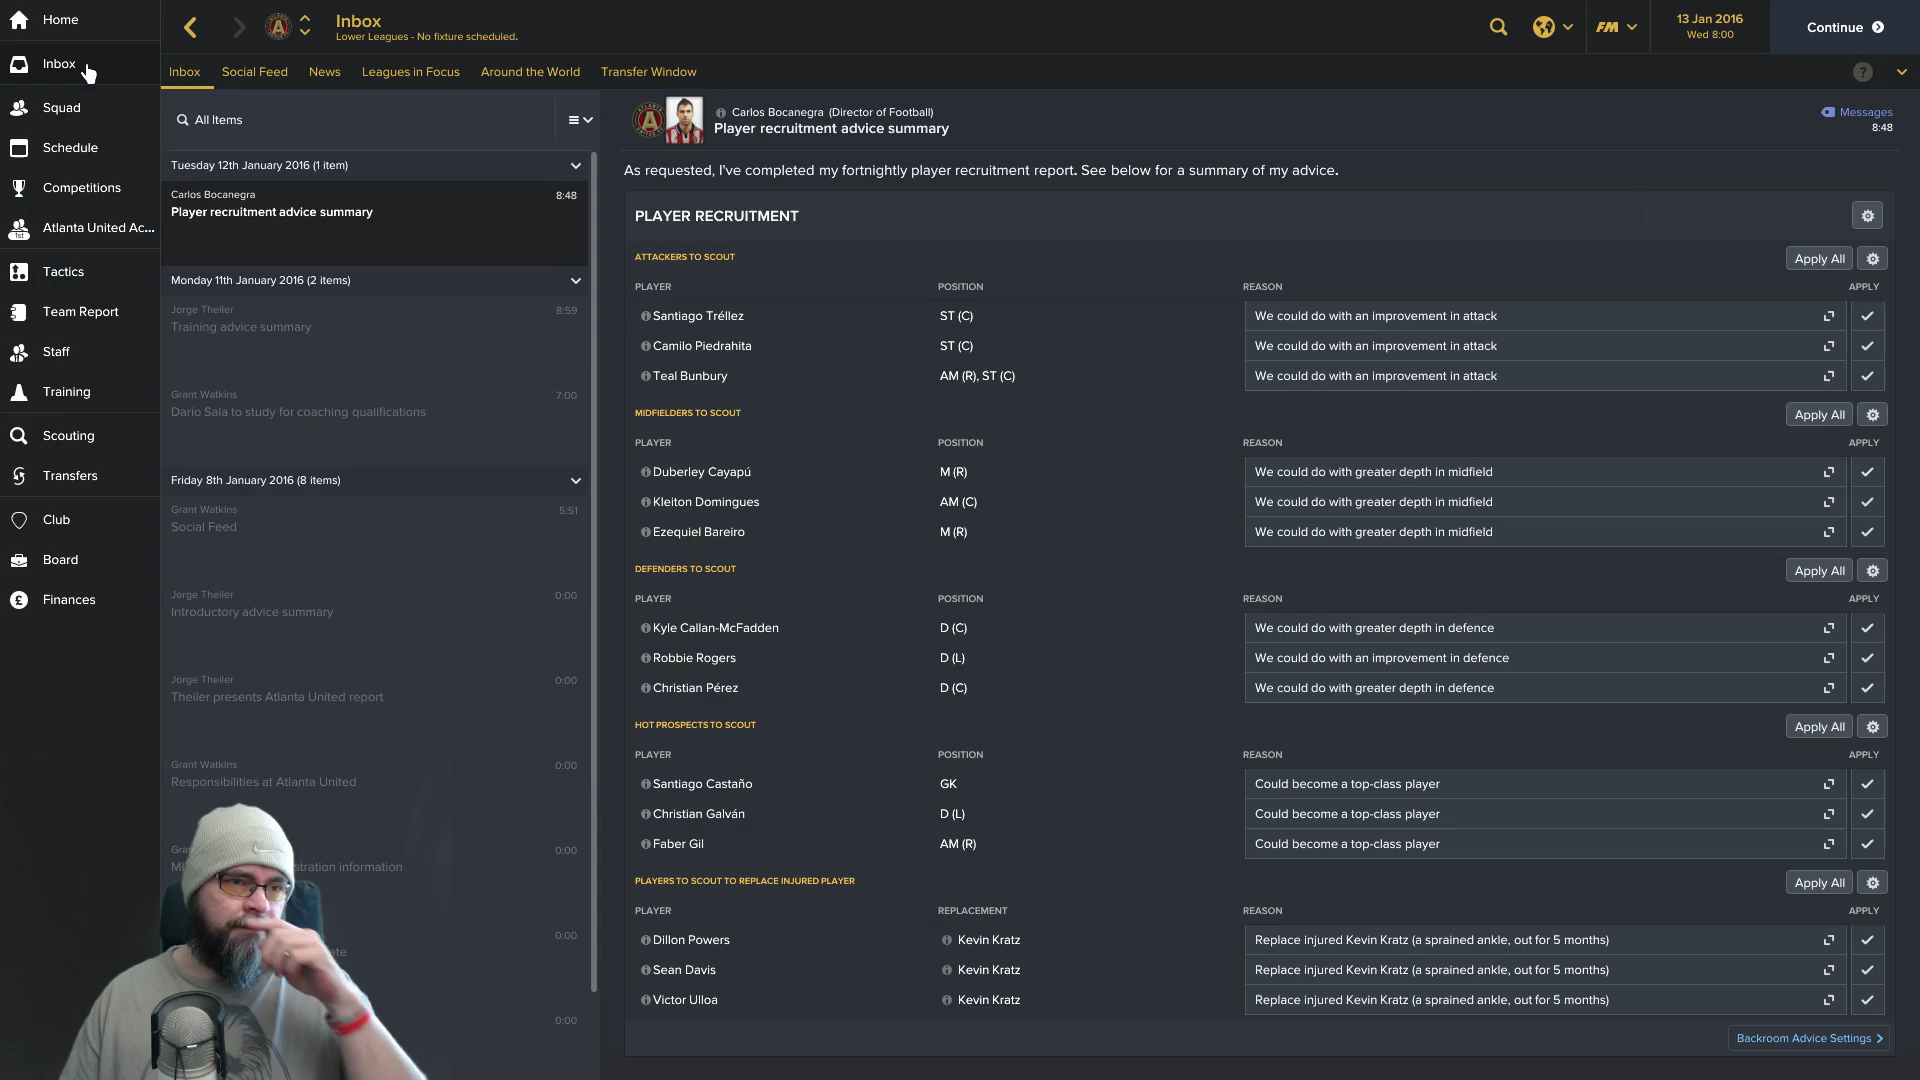 Home
Inbox
Squad
Schedule
Competitions
Atlanta United Ac...
Tactics
Team Report
Staff
Training
Scouting
Transfers
Club
Board
Finances
Inbox
Lower Leagues - No fixture scheduled.
FM
13 Jan 2016
Wed 8:00
Continue
Inbox Social Feed News Leagues in Focus Around the World Transfer Window
?
All Items
Tuesday 12th January 2016 (1 item)
Carlos Bocanegra 8:48
Player recruitment advice summary
Monday 11th January 2016 (2 items)
Jorge Theiler 8:59
Training advice summary
Grant Watkins 7:00
Darío Sala to study for coaching qualifications
Friday 8th January 2016 (8 items)
Grant Watkins 5:51
Social Feed
Jorge Theiler 0:00
Introductory advice summary
Jorge Theiler 0:00
Theiler presents Atlanta United report
Grant Watkins 0:00
Responsibilities at Atlanta United
0:00
stration information
0:00
0:00
Carlos Bocanegra (Director of Football)
Player recruitment advice summary
Messages
8:48
As requested, I've completed my fortnightly player recruitment report. See below for a summary of my advice.
PLAYER RECRUITMENT
ATTACKERS TO SCOUT Apply All
PLAYER POSITION REASON APPLY
Santiago Tréllez ST (C) We could do with an improvement in attack
Camilo Piedrahita ST (C) We could do with an improvement in attack
Teal Bunbury AM (R), ST (C) We could do with an improvement in attack
MIDFIELDERS TO SCOUT Apply All
PLAYER POSITION REASON APPLY
Duberley Cayapú M (R) We could do with greater depth in midfield
Kleiton Domingues AM (C) We could do with greater depth in midfield
Ezequiel Bareiro M (R) We could do with greater depth in midfield
DEFENDERS TO SCOUT Apply All
PLAYER POSITION REASON APPLY
Kyle Callan-McFadden D (C) We could do with greater depth in defence
Robbie Rogers D (L) We could do with an improvement in defence
Christian Pérez D (C) We could do with greater depth in defence
HOT PROSPECTS TO SCOUT Apply All
PLAYER POSITION REASON APPLY
Santiago Castaño GK Could become a top-class player
Christian Galván D (L) Could become a top-class player
Faber Gil AM (R) Could become a top-class player
PLAYERS TO SCOUT TO REPLACE INJURED PLAYER Apply All
PLAYER REPLACEMENT REASON APPLY
Dillon Powers Kevin Kratz Replace injured Kevin Kratz (a sprained ankle, out for 5 months)
Sean Davis Kevin Kratz Replace injured Kevin Kratz (a sprained ankle, out for 5 months)
Victor Ulloa Kevin Kratz Replace injured Kevin Kratz (a sprained ankle, out for 5 months)
Backroom Advice Settings